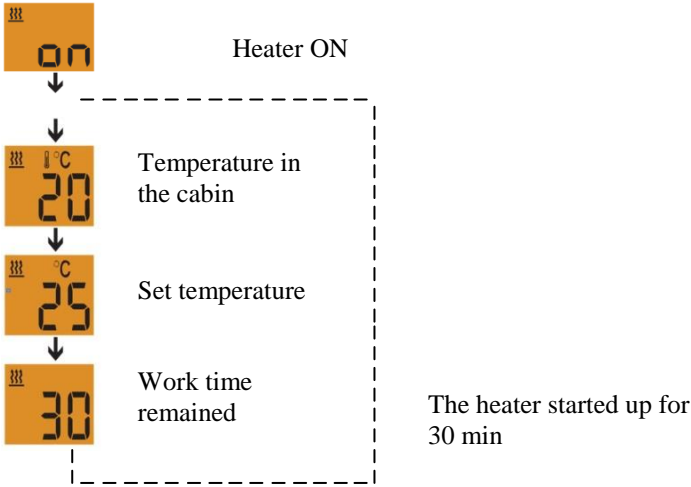 on
Heater ON
°C
20
Temperature in
the cabin
°C
25
Set temperature
30
Work time
remained
The heater started up for
30 min